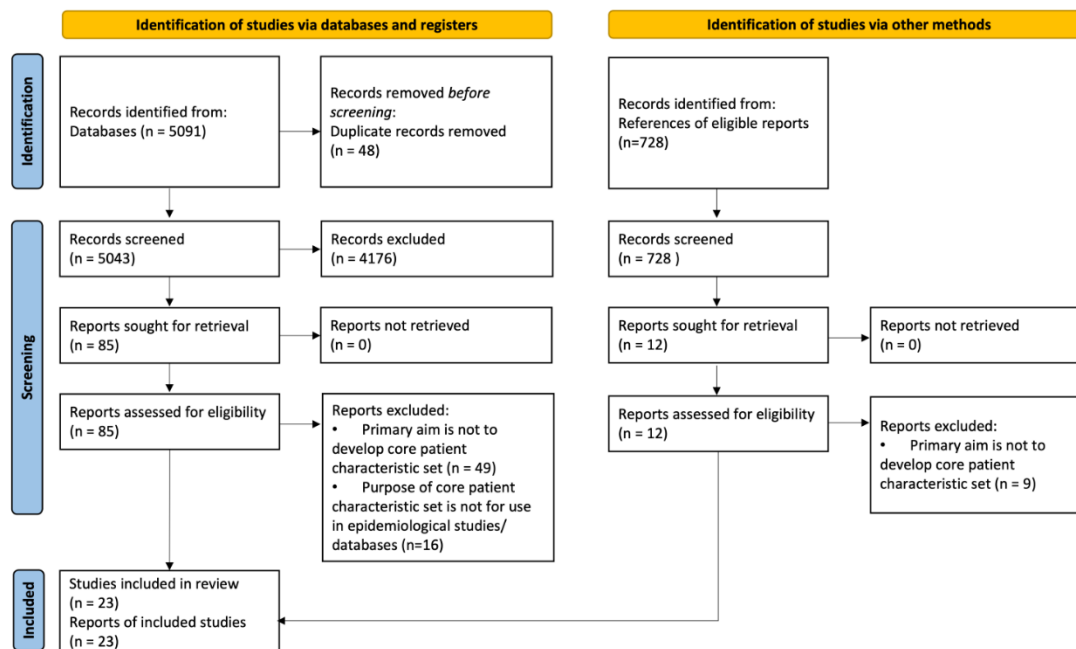 Identification of studies via databases and registers
Identification of studies via other methods
Identification
Records identified from:
Databases (n = 5091)
Records removed before
screening:
Duplicate records removed
(n = 48)
Records identified from:
References of eligible reports
(n=728)
Screening
Records screened
(n = 5043)
Records excluded
(n = 4176)
Records screened
(n = 728 )
Reports sought for retrieval
(n = 85)
Reports not retrieved
(n = 0)
Reports sought for retrieval
(n = 12)
Reports not retrieved
(n = 0)
Reports assessed for eligibility
(n = 85)
Reports excluded:
• Primary aim is not to
develop core patient
characteristic set (n = 49)
• Purpose of core patient
characteristic set is not for use
in epidemiological studies/
databases (n=16)
Reports assessed for eligibility
(n = 12)
Reports excluded:
• Primary aim is not to
develop core patient
characteristic set (n = 9)
Included
Studies included in review
(n = 23)
Reports of included studies
(n = 23)